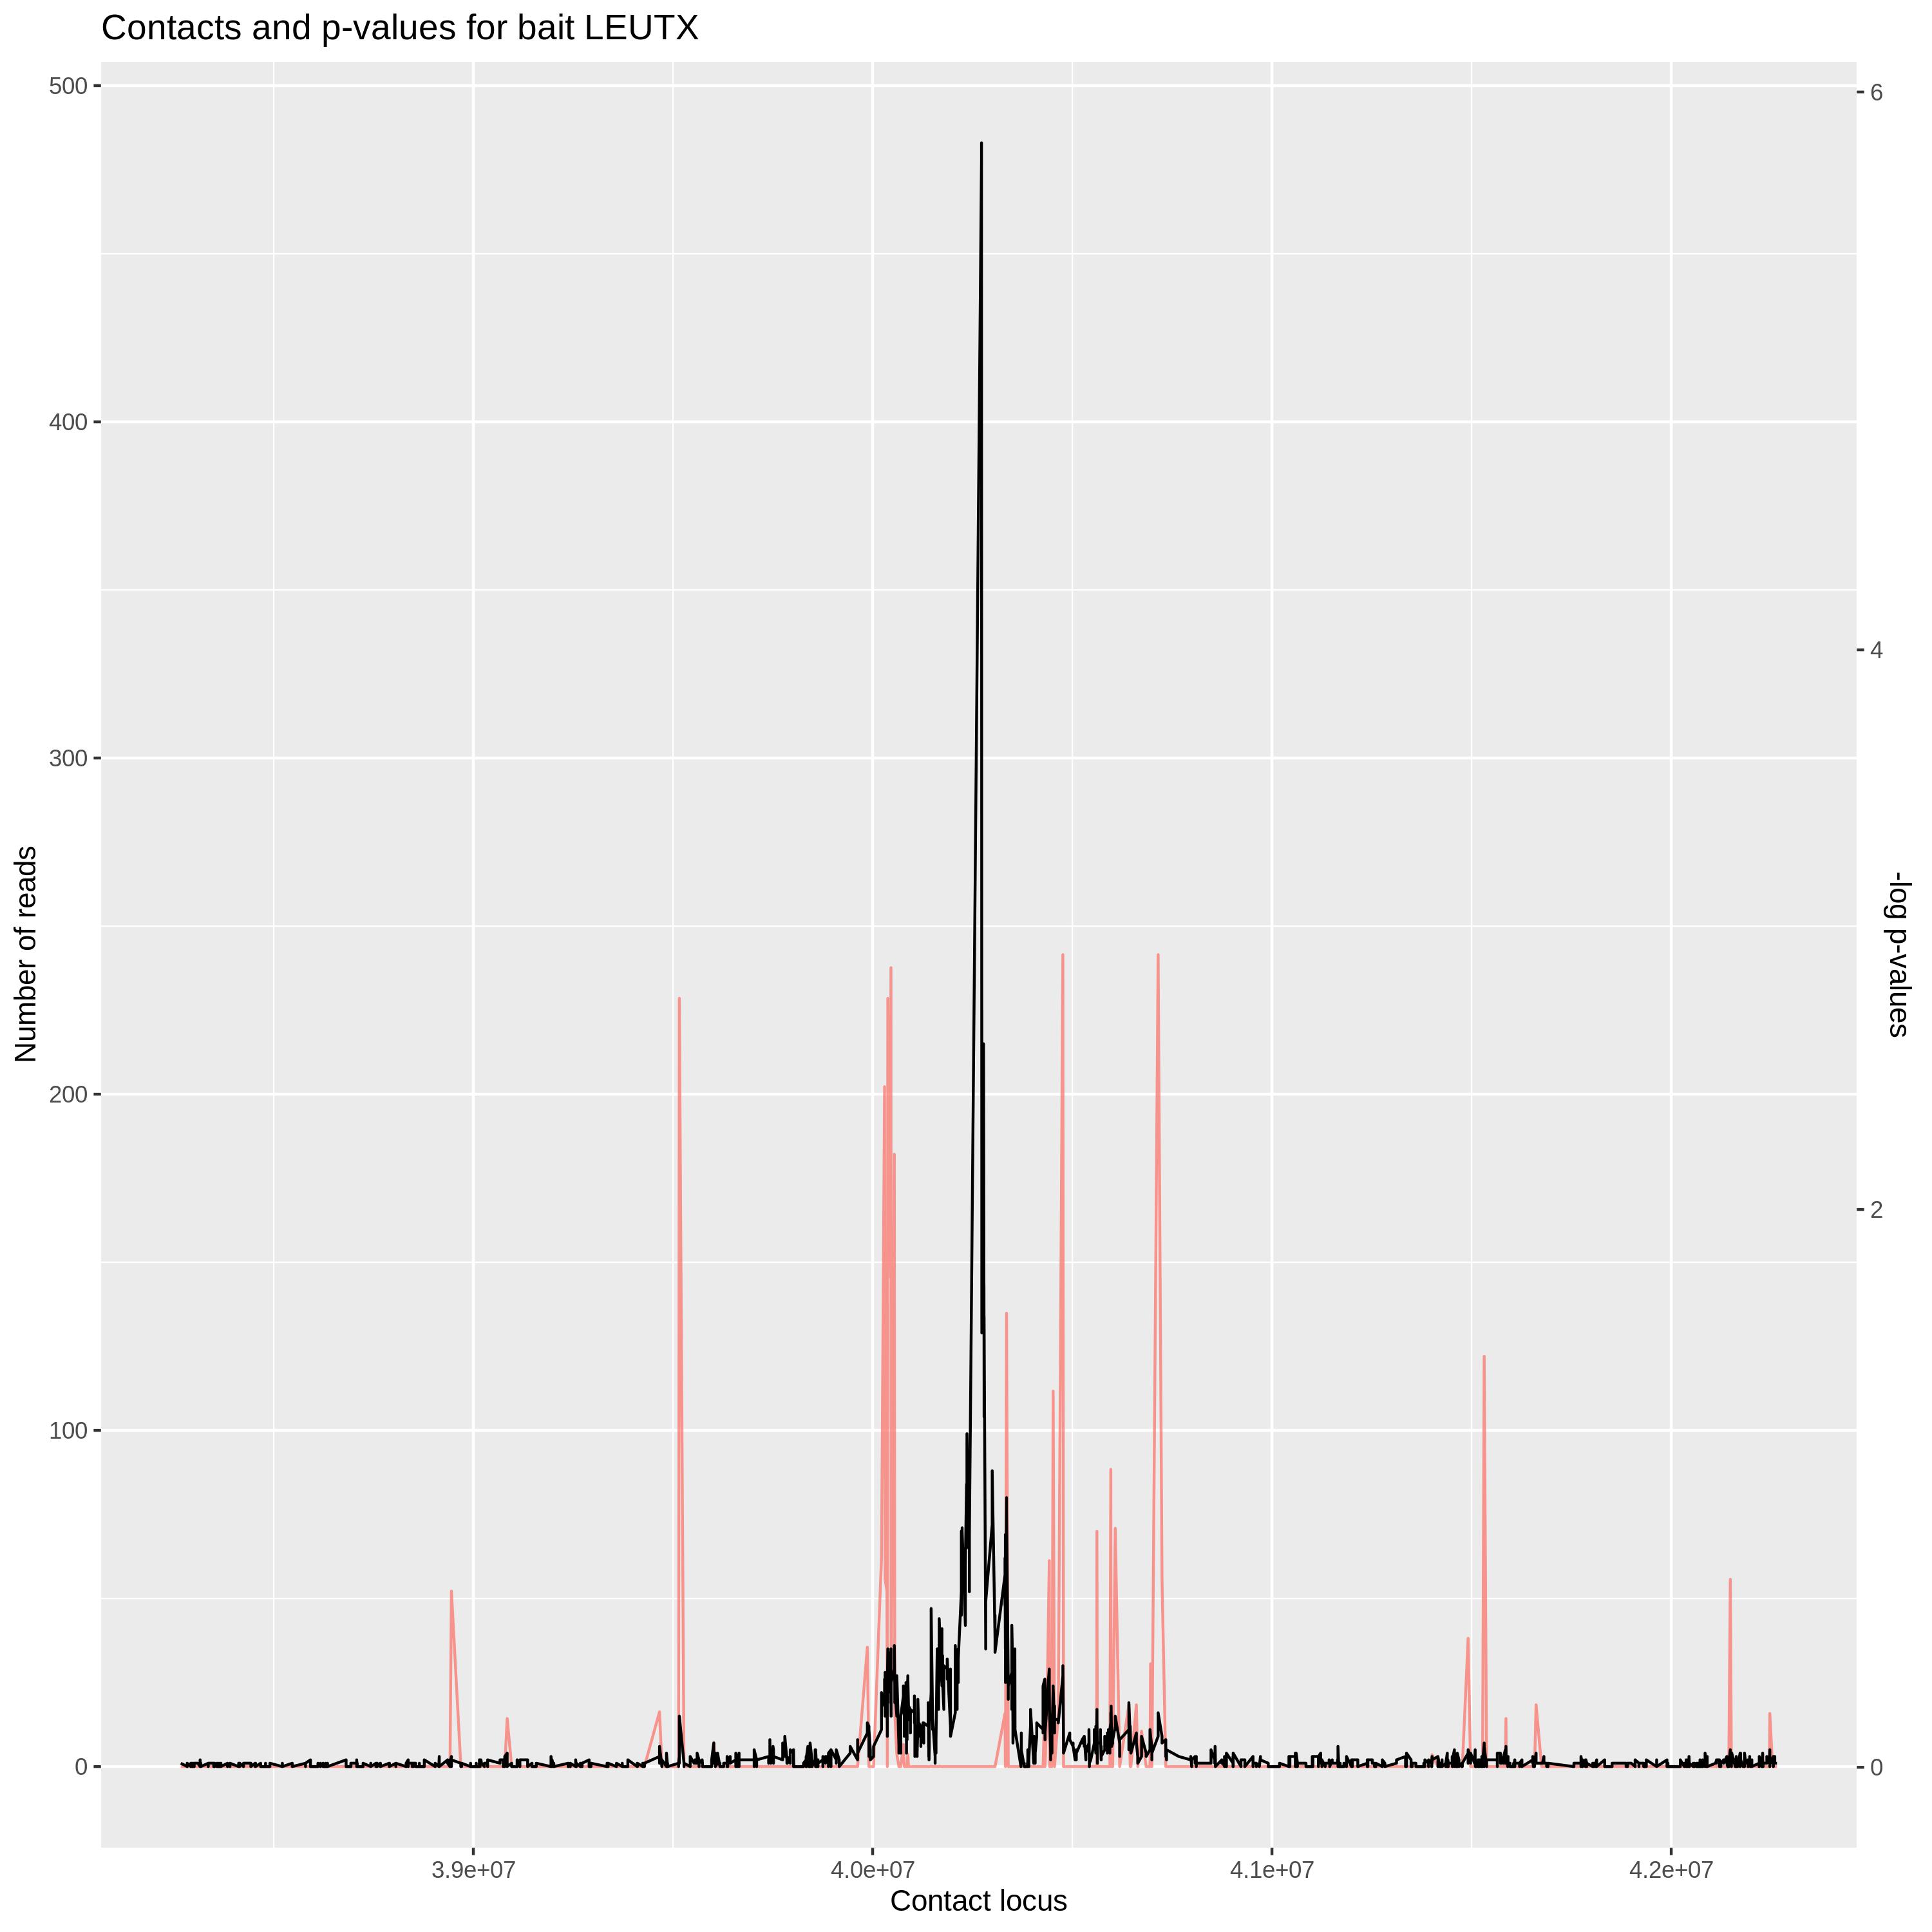 Contacts and p-values for bait LEUTX
500
400
300
200
100
0
Number of reads
6
4
2
0
-log p-values
3.9e+07
4.0e+07
4.1e+07
4.2e+07
Contact locus